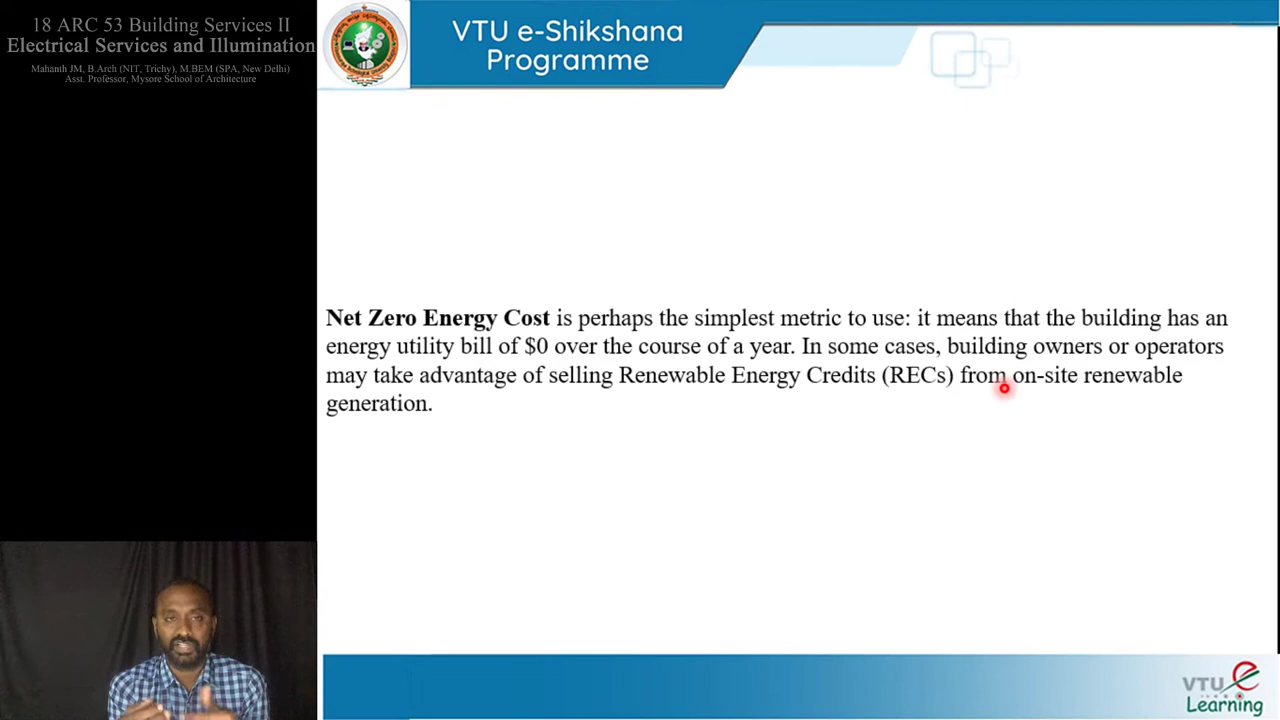 18 ARC 53 Building Services II
Electrical Services and Illumination
Mahanth JM, B.Arch (NIT, Trichy), M.BEM (SPA, New Delhi)
Asst. Professor, Mysore School of Architecture
VTU e-Shikshana
Programme
Net Zero Energy Cost is perhaps the simplest metric to use: it means that the building has an
energy utility bill of $0 over the course of a year. In some cases, building owners or operators
may take advantage of selling Renewable Energy Credits (RECs) from on-site renewable
generation.
VTU e
Learning